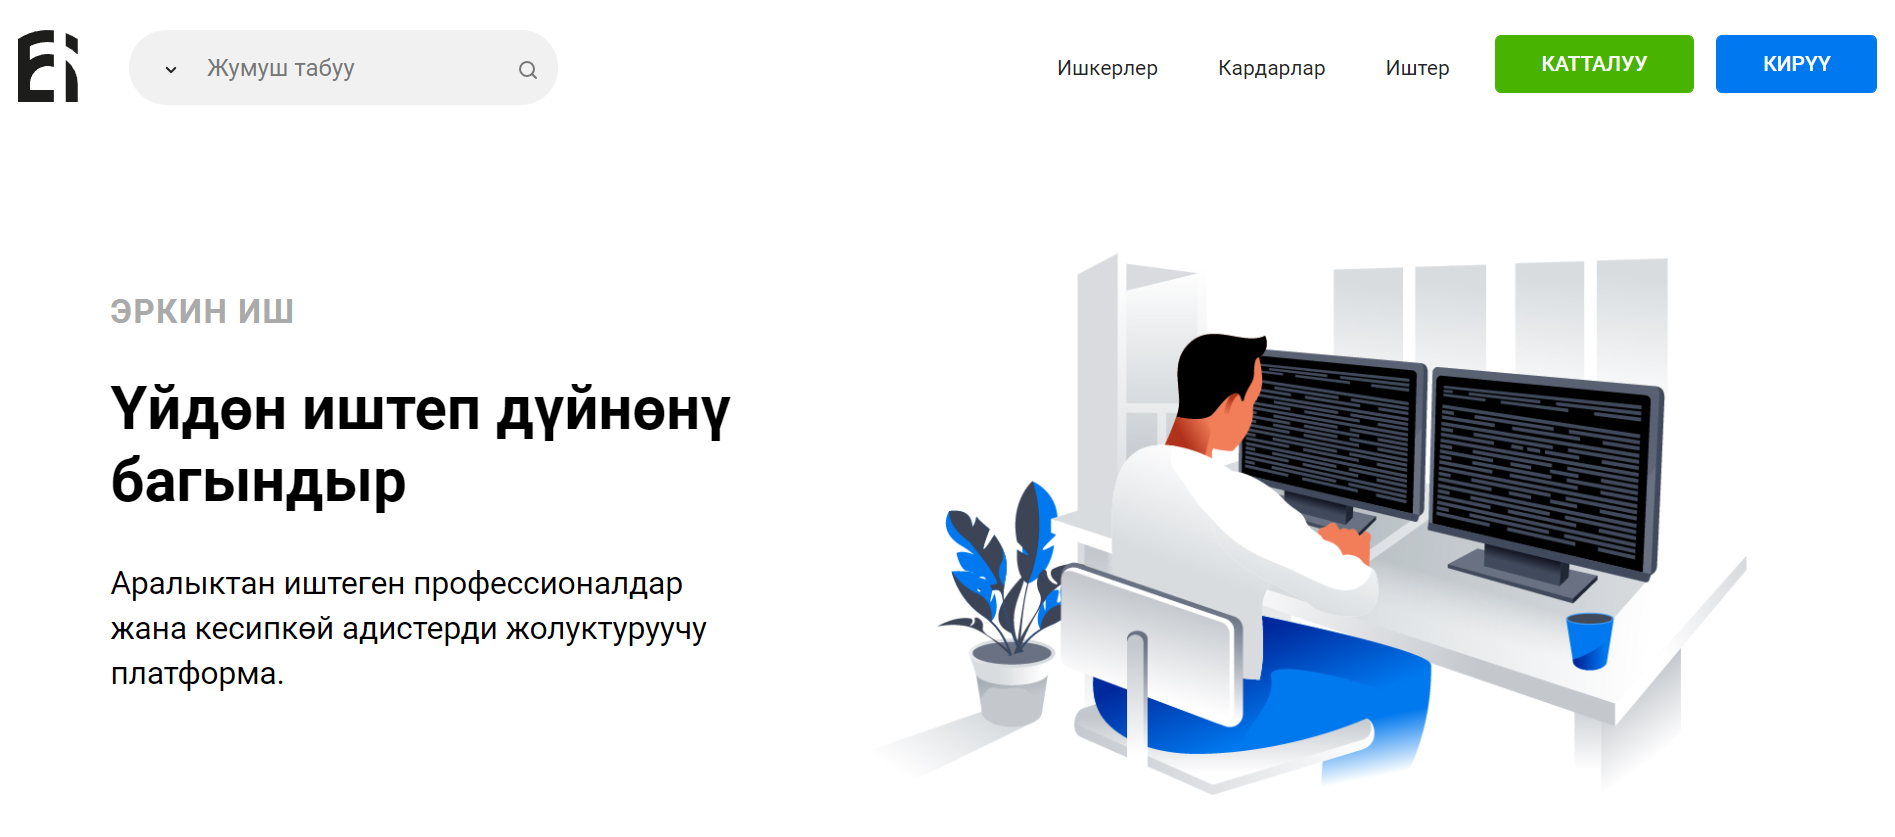 Ei
Жумуш табуу
Ишкерлер
Кардарлар
Иштер
КАТТАЛУУ
КИРҮҮ
ЭРКИН ИШ
Үйдөн иштеп дүйнөнү
багындыр
Аралыктан иштеген профессионалдар
жана кесипкөй адистерди жолуктуруучу
платформа.